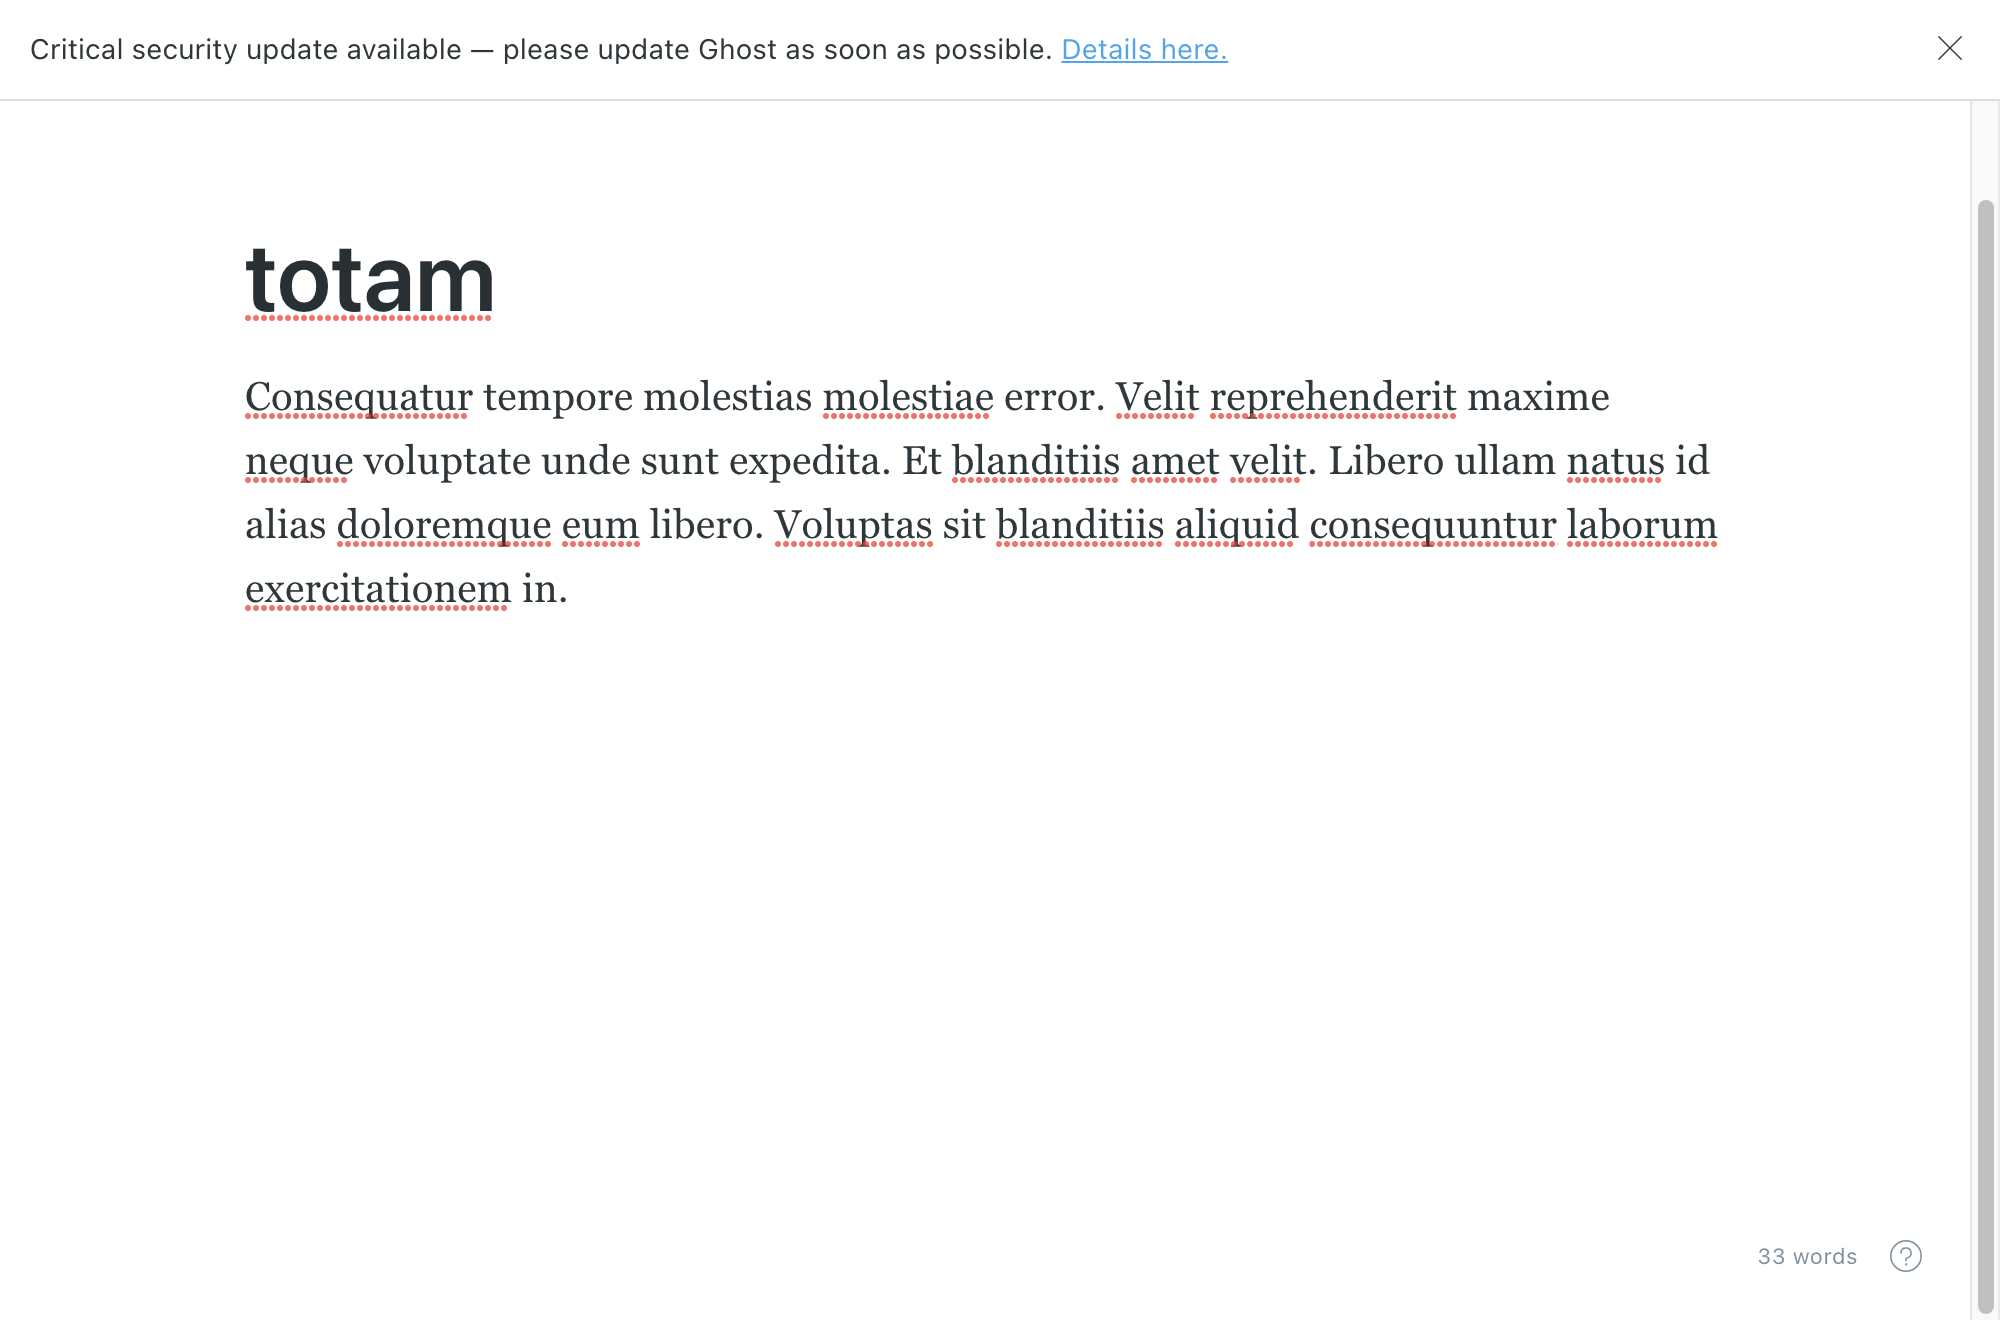 Critical security update available — please update Ghost as soon as possible. Details here.
totam
Consequatur tempore molestias molestiae error. Velit reprehenderit maxime
neque voluptate unde sunt expedita. Et blanditiis amet velit. Libero ullam natus id
alias doloremque eum libero. Voluptas sit blanditiis aliquid consequuntur laborum
exercitationem in.
33 words
?